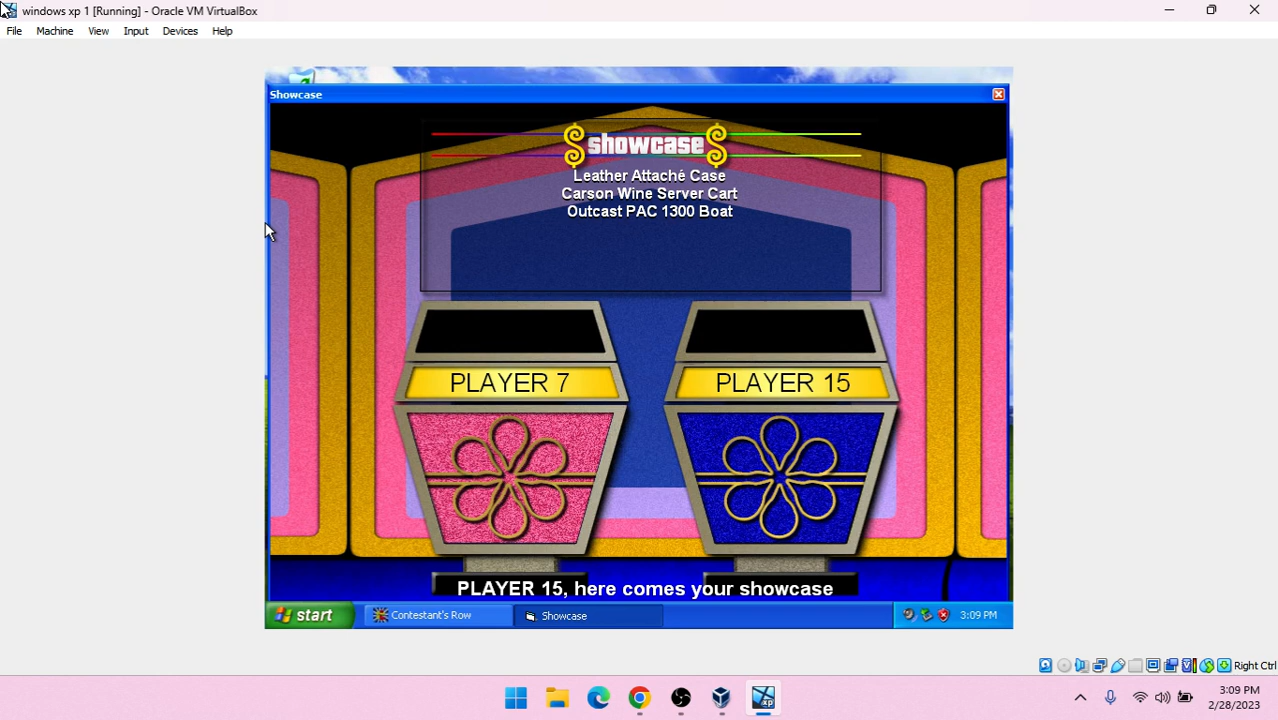 windows xp 1 [Running] - Oracle VM VirtualBox
File Machine View Input Devices Help
Showcase
$showcase$
Leather Attaché Case
Carson Wine Server Cart
Outcast PAC 1300 Boat
PLAYER 7 PLAYER 15
PLAYER 15, here comes your showcase
start Contestant's Row Showcase 3:09 PM
Right Ctrl
xp
3:09 PM
2/28/2023